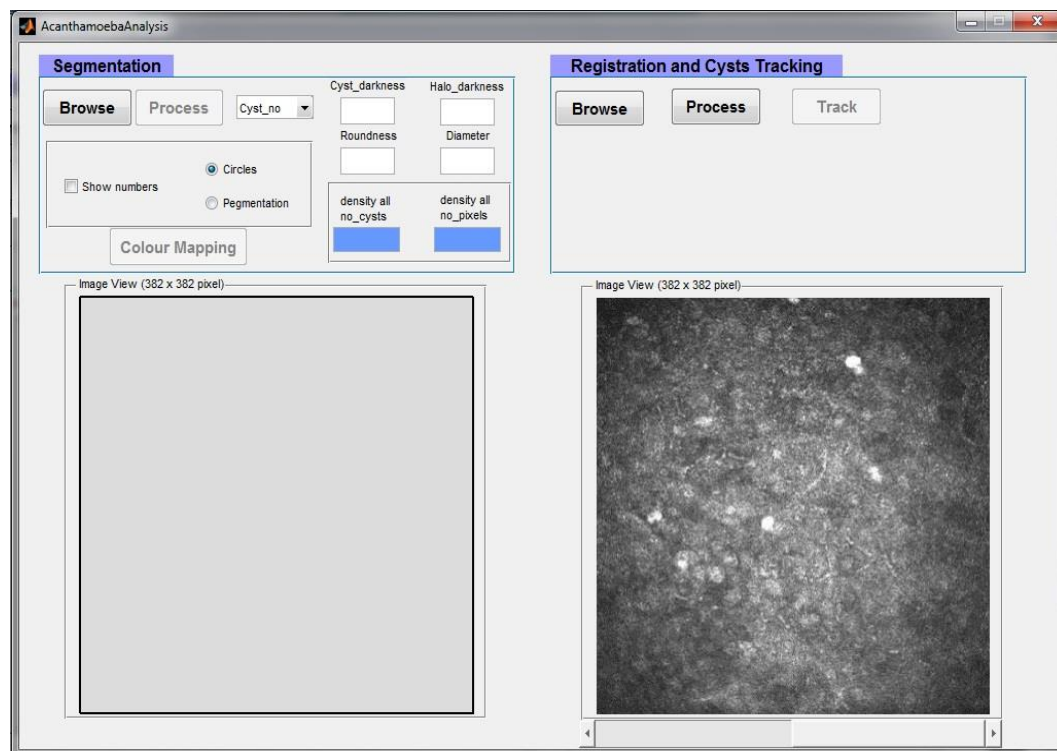 AcanthamoebaAnalysis
Segmentation
Browse
Process
Cyst_no
Cyst_darkness
Halo_darkness
Roundness
Diameter
Show numbers
Circles
Pegmentation
density all
no_cysts
density all
no_pixels
Colour Mapping
Image View (382 x 382 pixel)
Registration and Cysts Tracking
Browse
Process
Track
Image View (382 x 382 pixel)